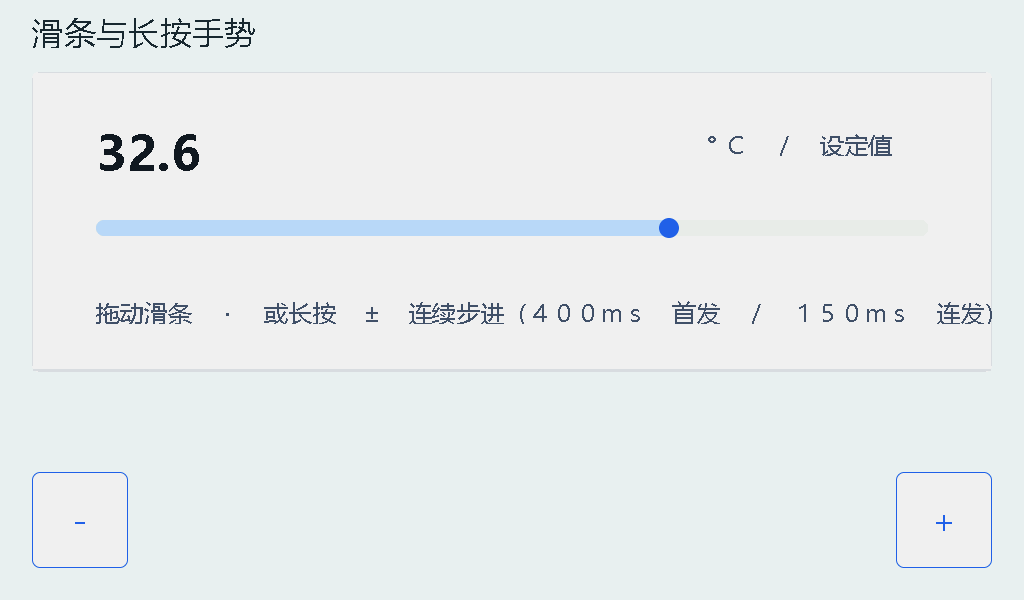 滑条与长按手势
32.6
°C / 设定值
拖动滑条 · 或长按 ± 连续步进(400ms 首发 / 150ms 连发)
- +